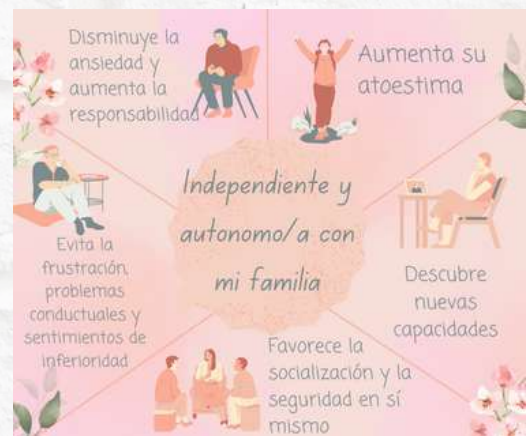 Disminuye la
ansiedad y
aumenta la
responsabilidad
Aumenta su
atoestima
Independiente y
autonomo/a con
mi familia
Evita la
frustración,
problemas
conductuales y
sentimientos de
inferioridad
Descubre
nuevas
capacidades
Favorece la
socialización y la
seguridad en sí
mismo